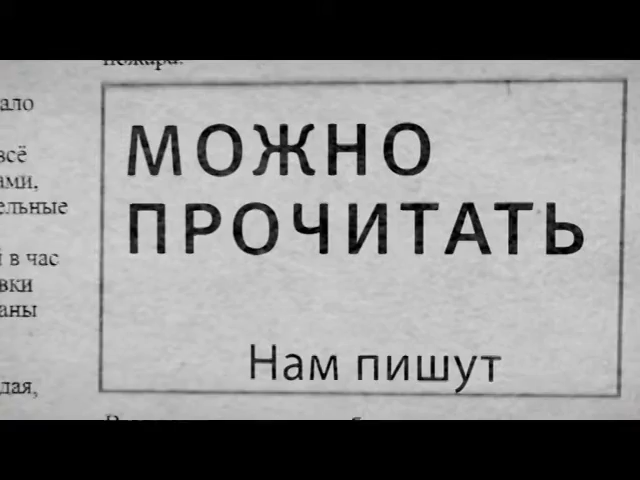 пожара.
ало
всё
ами,
ельные
й в час
вки
аны
дая,
МОЖНО
ПРОЧИТАТЬ
Нам пишут